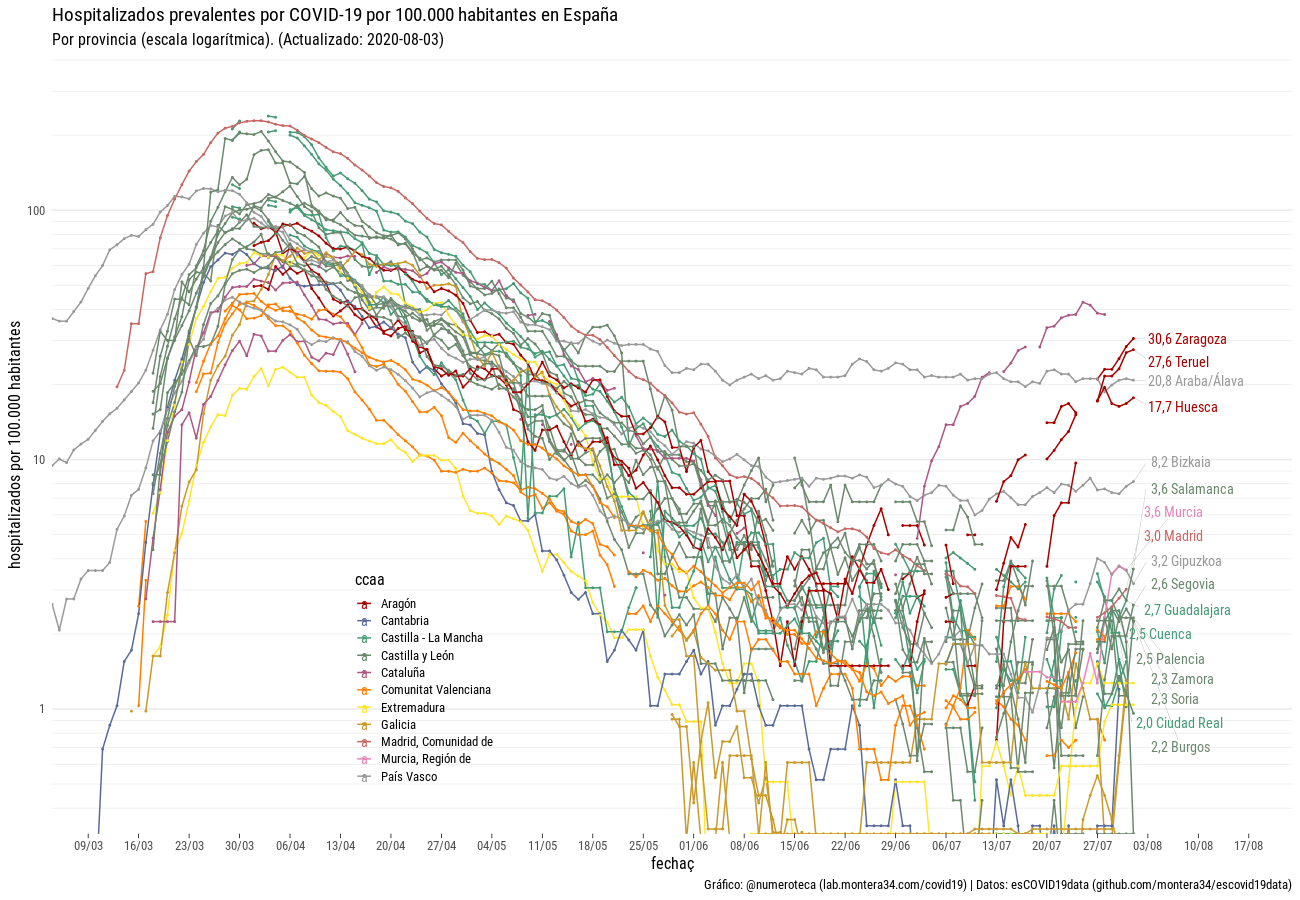 Hospitalizados prevalentes por COVID-19 por 100.000 habitantes en España
Por provincia (escala logarítmica). (Actualizado: 2020-08-03)
hospitalizados por 100.000 habitantes
100
10
1
30,6 Zaragoza
27,6 Teruel
20,8 Araba/Álava
17,7 Huesca
8,2 Bizkaia
3,6 Salamanca
3,6 Murcia
3,0 Madrid
3,2 Gipuzkoa
2,6 Segovia
2,7 Guadalajara
2,5 Cuenca
2,5 Palencia
2,3 Zamora
2,3 Soria
2,0 Ciudad Real
2,2 Burgos
ccaa
Aragón
Cantabria
Castilla - La Mancha
Castilla y León
Cataluña
Comunitat Valenciana
Extremadura
Galicia
Madrid, Comunidad de
Murcia, Región de
País Vasco
09/03 16/03 23/03 30/03 06/04 13/04 20/04 27/04 04/05 11/05 18/05 25/05 01/06 08/06 15/06 22/06 29/06 06/07 13/07 20/07 27/07 03/08 10/08 17/08
fechaç
Gráfico: @numeroteca (lab.montera34.com/covid19) | Datos: esCOVID19data (github.com/montera34/escovid19data)